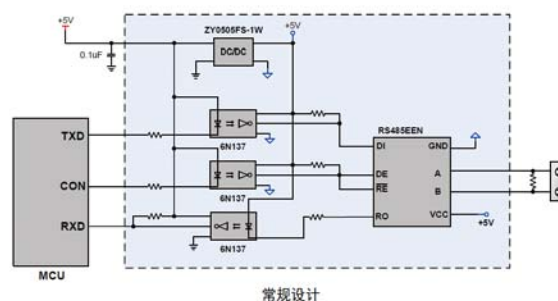 +5V
ZY0505FS-1W
+5V
DC/DC
0.1uF
RS485EEN
TXD
6N137
DI
GND
CON
DE
A
RE
B
6N137
RXD
RO
VCC
6N137
+5V
MCU
常规设计